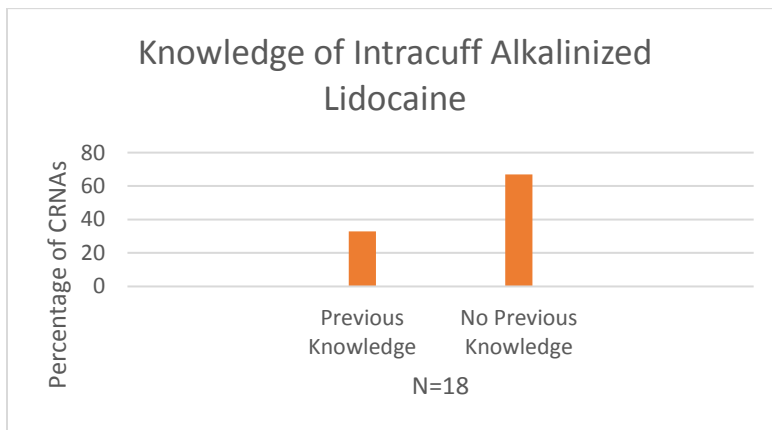 Knowledge of Intracuff Alkalinized
Lidocaine
Percentage of CRNAs
80
60
40
20
0
Previous
Knowledge
No Previous
Knowledge
N=18